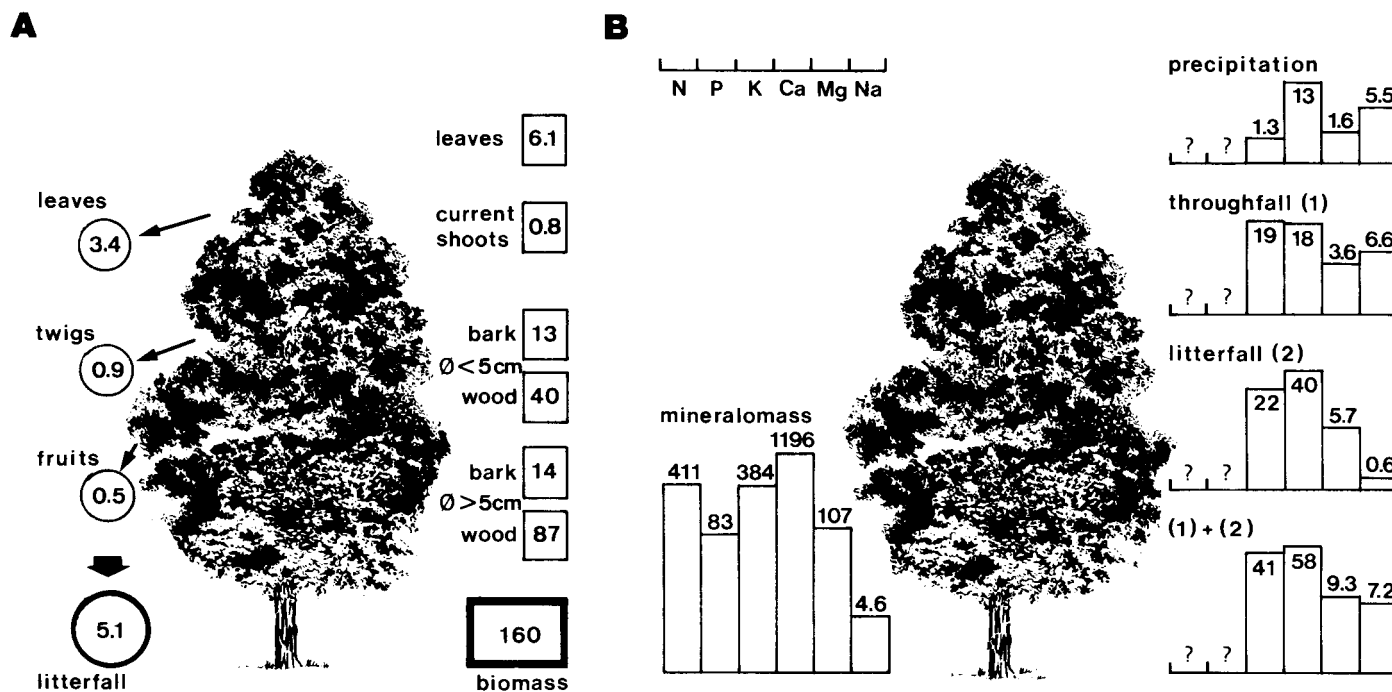 A
leaves
3.4
twigs
0.9
fruits
0.5
5.1
litterfall
leaves 6.1
current
shoots 0.8
bark 13
Ø<5cm
wood 40
bark 14
Ø>5cm
wood 87
160
biomass
B
N P K Ca Mg Na
mineralomass
411 83 384 1196 107 4.6
precipitation
? ? 1.3 13 1.6 5.5
throughfall (1)
? ? 19 18 3.6 6.6
litterfall (2)
? ? 22 40 5.7 0.6
(1)+(2)
? ? 41 58 9.3 7.2